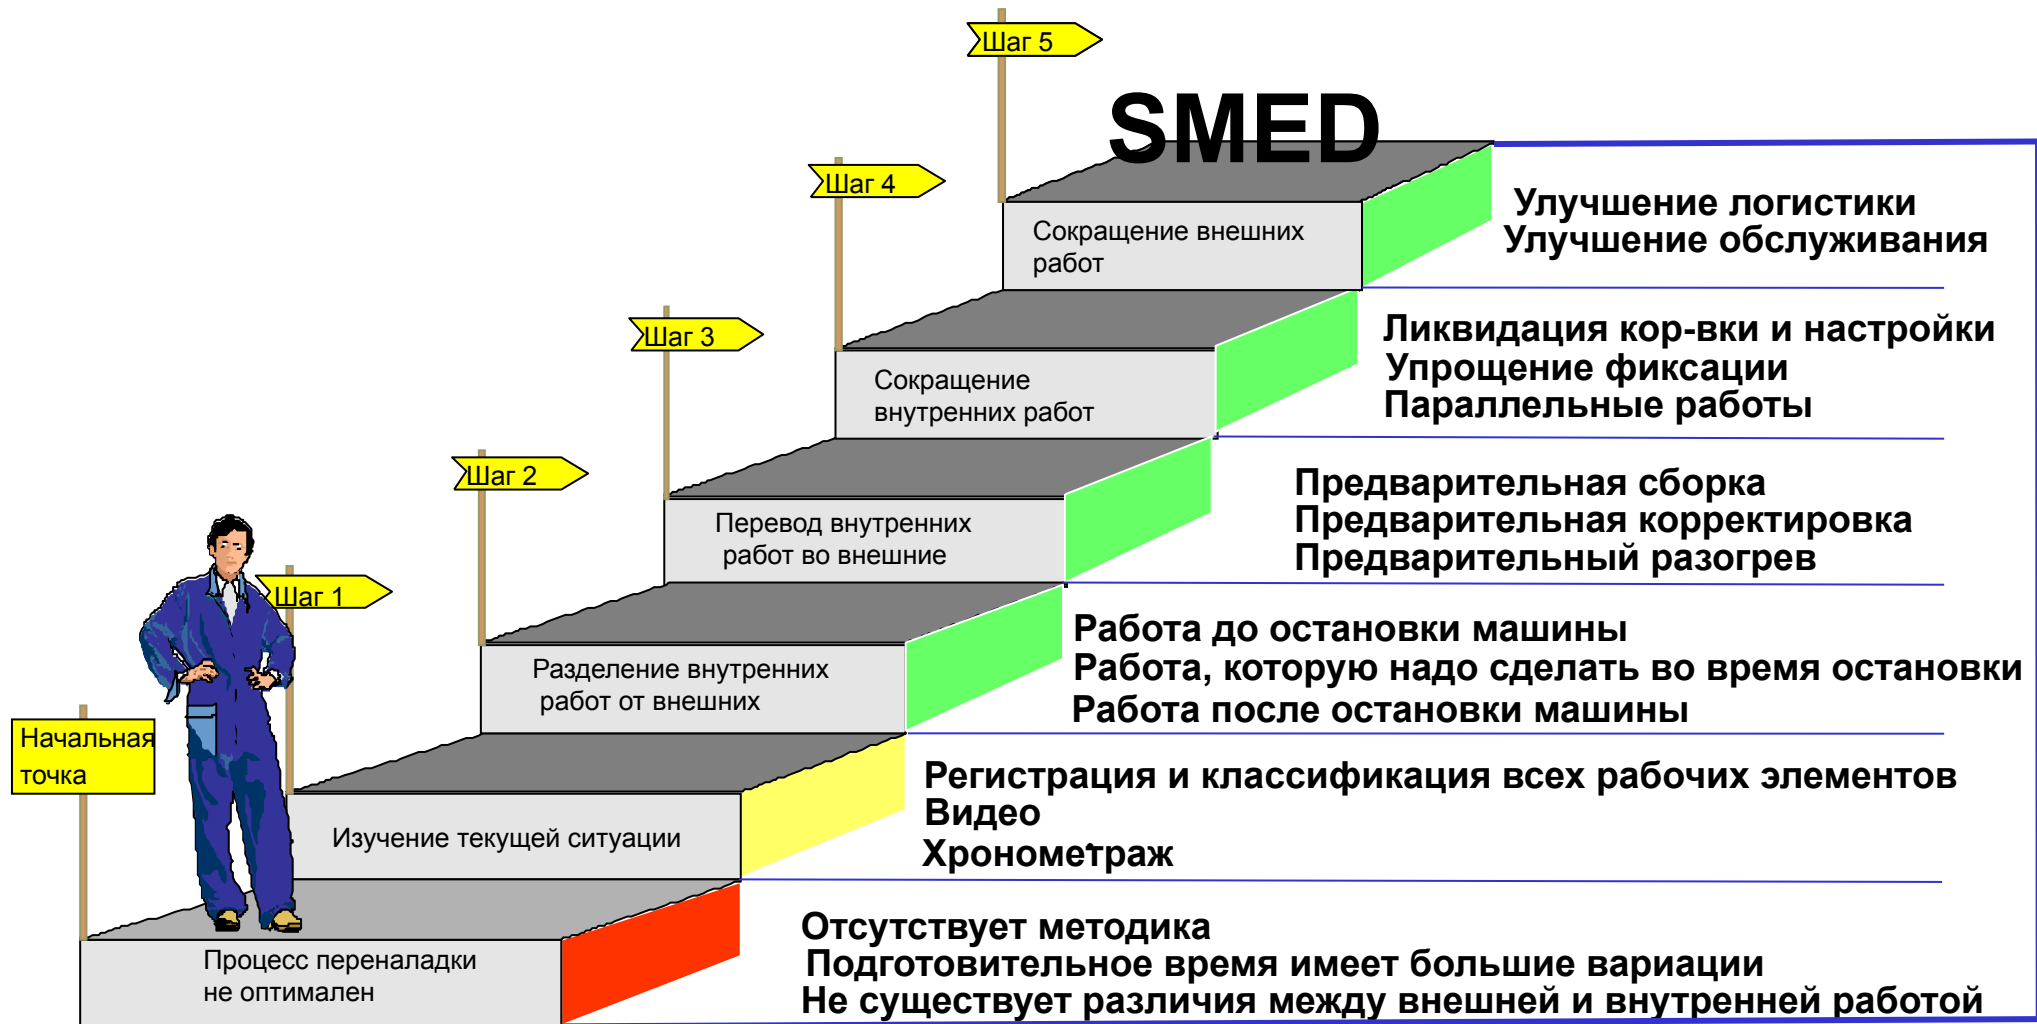 Шаг 5
SMED
Сокращение внешних
работ
Улучшение логистики
Улучшение обслуживания
Шаг 4
Сокращение
внутренних работ
Ликвидация кор-вки и настройки
Упрощение фиксации
Параллельные работы
Шаг 3
Перевод внутренних
работ во внешние
Предварительная сборка
Предварительная корректировка
Предварительный разогрев
Шаг 2
Разделение внутренних
работ от внешних
Работа до остановки машины
Работа, которую надо сделать во время остановки
Работа после остановки машины
Шаг 1
Изучение текущей ситуации
Регистрация и классификация всех рабочих элементов
Видео
Хронометраж
Начальная
точка
Процесс переналадки
не оптимален
Отсутствует методика
Подготовительное время имеет большие вариации
Не существует различия между внешней и внутренней работой